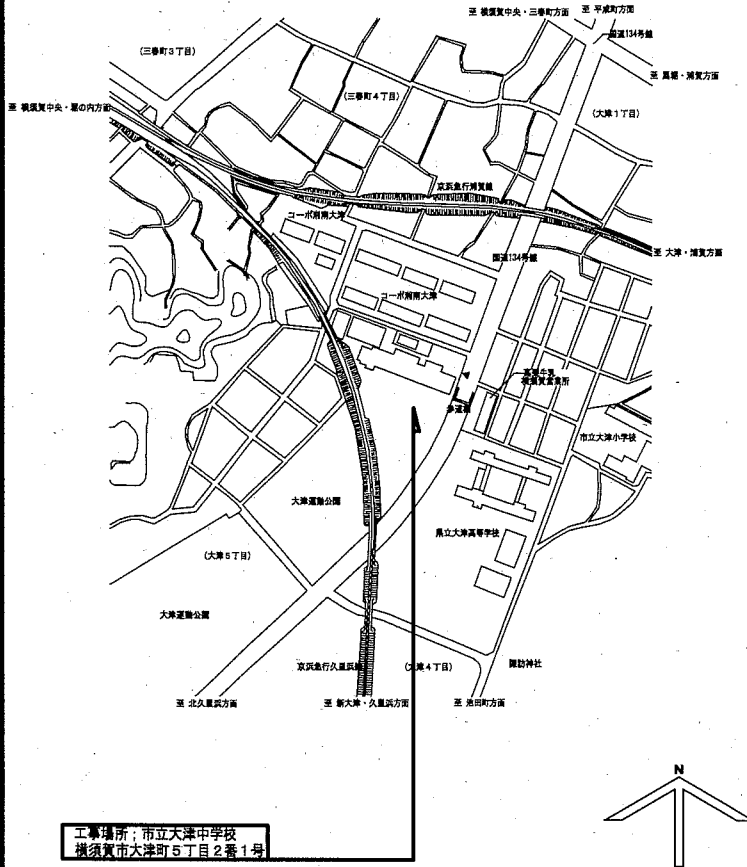 至 横須賀中央・三春町方面
至 平成町方面
国道134号線
(三春町3丁目)
至 馬堀・浦賀方面
(三春町4丁目)
至 横須賀中央・堀の内方面
(大津1丁目)
京浜急行浦賀線
コーポ湘南大津
国道134号線
至 大津・浦賀方面
コーポ湘南大津
高梨牛乳
横須賀営業所
歩道橋
市立大津小学校
大津運動公園
県立大津高等学校
(大津5丁目)
大津運動公園
京浜急行久里浜線
(大津4丁目)
諏訪神社
至 北久里浜方面
至 新大津・久里浜方面
至 池田町方面
N
工事場所；市立大津中学校
横須賀市大津町5丁目2番1号